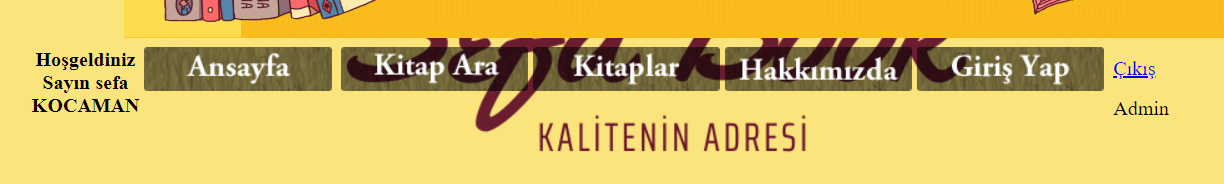 Hoşgeldiniz
Sayın sefa
KOCAMAN
Ansayfa
Kitap Ara
Kitaplar
Hakkımızda
Giriş Yap
Çıkış
Admin
KALİTENİN ADRESİ